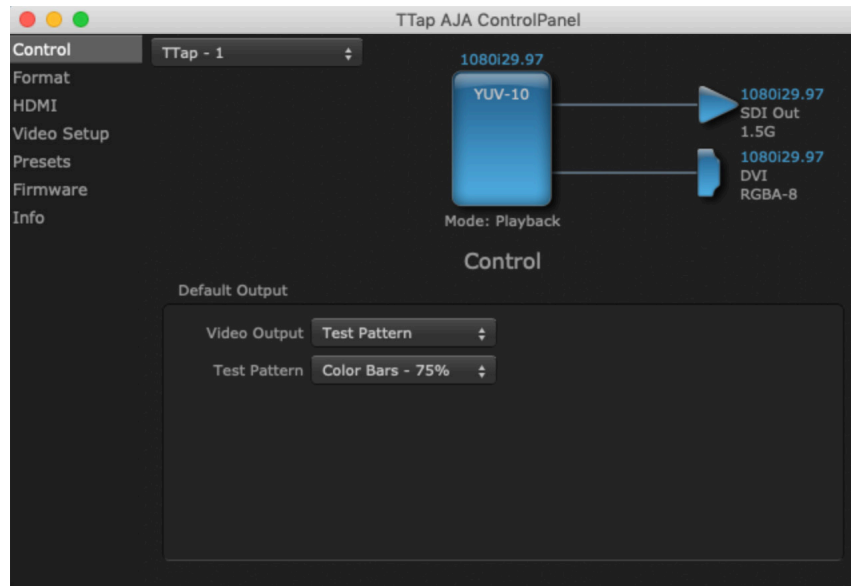 TTap AJA ControlPanel
Control
Format
HDMI
Video Setup
Presets
Firmware
Info
TTap - 1
1080i29.97
YUV-10
Mode: Playback
1080i29.97
SDI Out
1.5G
1080i29.97
DVI
RGBA-8
Control
Default Output
Video Output Test Pattern
Test Pattern Color Bars - 75%